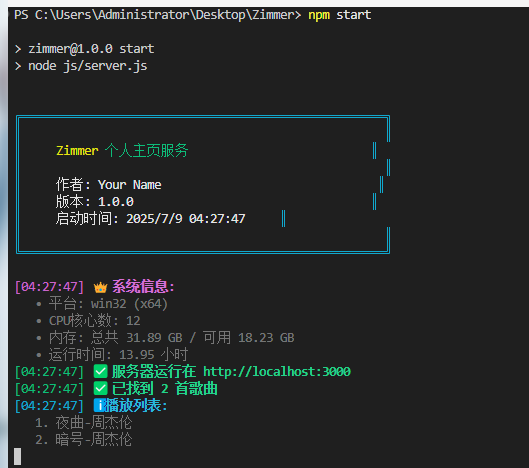 PS C:\Users\Administrator\Desktop\Zimmer> npm start
> zimmer@1.0.0 start
> node js/server.js
Zimmer 个人主页服务
作者: Your Name
版本: 1.0.0
启动时间: 2025/7/9 04:27:47
[04:27:47] 👑 系统信息:
• 平台: win32 (x64)
• CPU核心数: 12
• 内存: 总共 31.89 GB / 可用 18.23 GB
• 运行时间: 13.95 小时
[04:27:47] ✅ 服务器运行在 http://localhost:3000
[04:27:47] ✅ 已找到 2 首歌曲
[04:27:47] ℹ️播放列表:
1. 夜曲-周杰伦
2. 暗号-周杰伦